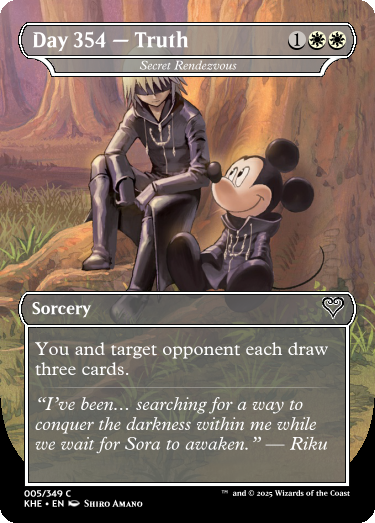 Day 354 — Truth 1
Secret Rendezvous
Sorcery
You and target opponent each draw
three cards.
“I’ve been… searching for a way to
conquer the darkness within me while
we wait for Sora to awaken.” — Riku
005/349 C ™ and © 2025 Wizards of the Coast
KHE • EN Shiro Amano